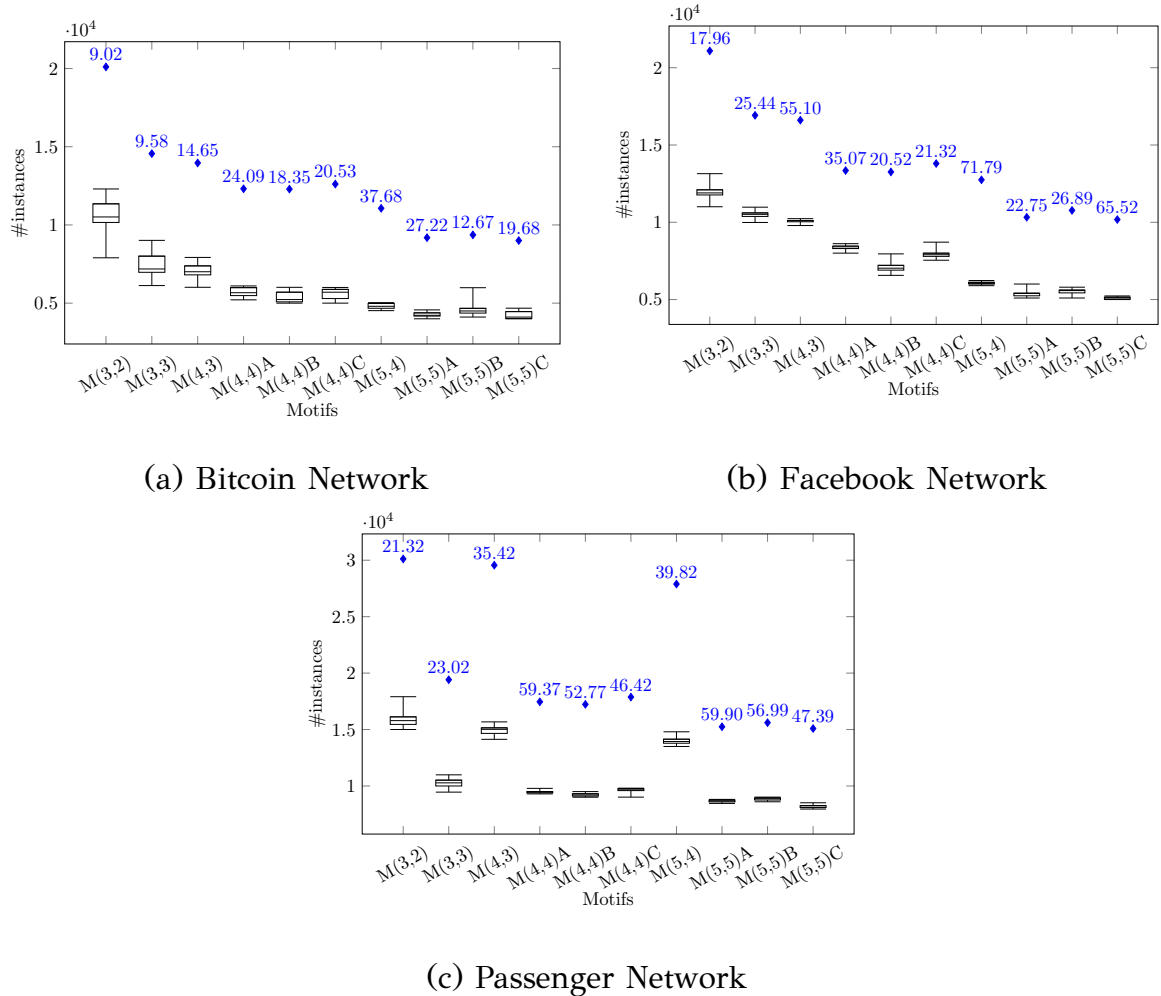 ·10⁴
#instances
2
1.5
1
0.5
9.02
9.58
14.65
24.09
18.35
20.53
37.68
27.22
12.67
19.68
M(3,2)
M(3,3)
M(4,3)
M(4,4)A
M(4,4)B
M(4,4)C
M(5,4)
M(5,5)A
M(5,5)B
M(5,5)C
Motifs
(a) Bitcoin Network
·10⁴
#instances
2
1.5
1
0.5
17.96
25.44
55.10
35.07
20.52
21.32
71.79
22.75
26.89
65.52
M(3,2)
M(3,3)
M(4,3)
M(4,4)A
M(4,4)B
M(4,4)C
M(5,4)
M(5,5)A
M(5,5)B
M(5,5)C
Motifs
(b) Facebook Network
·10⁴
#instances
3
2.5
2
1.5
1
21.32
23.02
35.42
59.37
52.77
46.42
39.82
59.90
56.99
47.39
M(3,2)
M(3,3)
M(4,3)
M(4,4)A
M(4,4)B
M(4,4)C
M(5,4)
M(5,5)A
M(5,5)B
M(5,5)C
Motifs
(c) Passenger Network